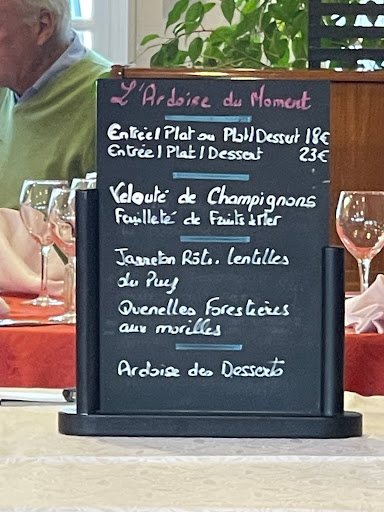 L'Ardoise du Moment
Entrée / Plat ou Plat / Dessert 18€
Entrée / Plat / Dessert 23€
Velouté de Champignons
Feuilleté de Fruits de Mer
Jarreton Rôti, lentilles
du Puy
Quenelles Forestières
aux morilles
Ardoise des Desserts